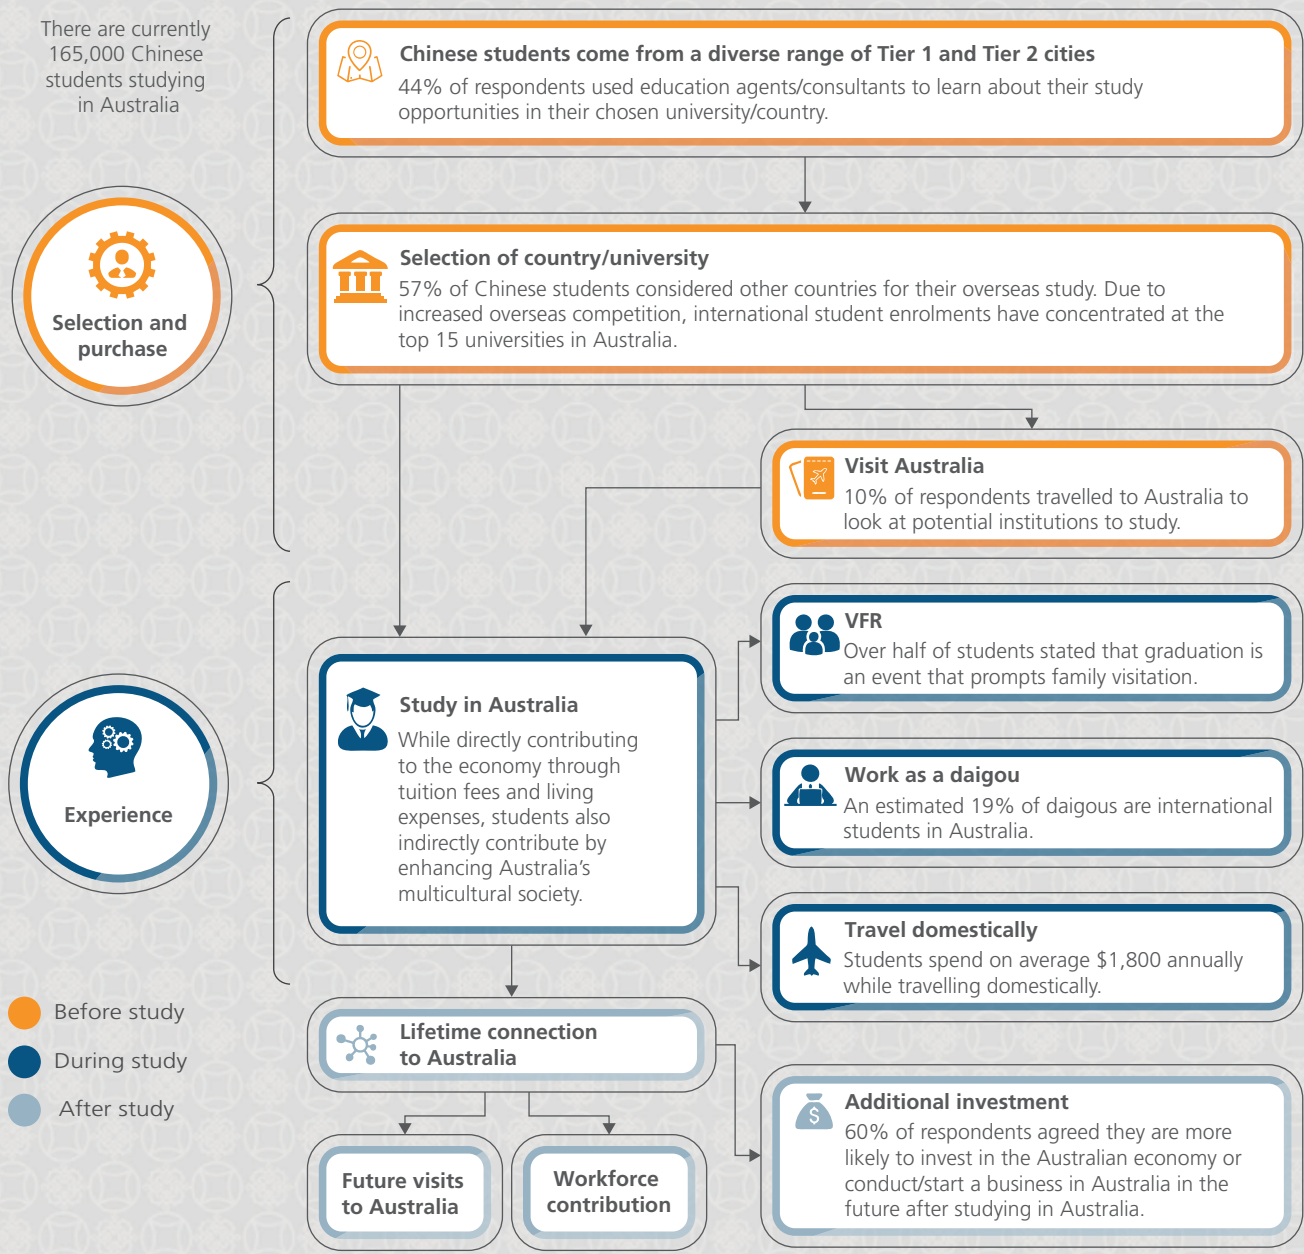 There are currently
165,000 Chinese
students studying
in Australia
Chinese students come from a diverse range of Tier 1 and Tier 2 cities
44% of respondents used education agents/consultants to learn about their study
opportunities in their chosen university/country.
Selection and
purchase
Selection of country/university
57% of Chinese students considered other countries for their overseas study. Due to
increased overseas competition, international student enrolments have concentrated at the
top 15 universities in Australia.
Visit Australia
10% of respondents travelled to Australia to
look at potential institutions to study.
Experience
Study in Australia
While directly contributing
to the economy through
tuition fees and living
expenses, students also
indirectly contribute by
enhancing Australia’s
multicultural society.
VFR
Over half of students stated that graduation is
an event that prompts family visitation.
Work as a daigou
An estimated 19% of daigous are international
students in Australia.
Travel domestically
Students spend on average $1,800 annually
while travelling domestically.
Before study
During study
After study
Lifetime connection
to Australia
Future visits
to Australia
Workforce
contribution
$
Additional investment
60% of respondents agreed they are more
likely to invest in the Australian economy or
conduct/start a business in Australia in the
future after studying in Australia.